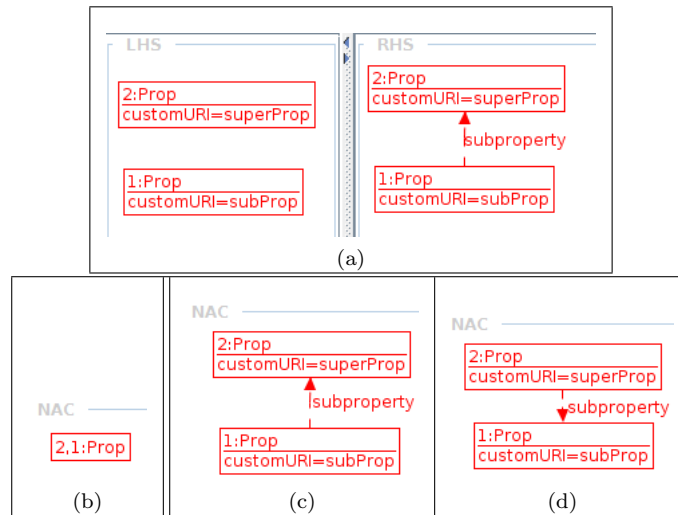 LHS
RHS
2:Prop
customURI=superProp
2:Prop
customURI=superProp
subproperty
1:Prop
customURI=subProp
1:Prop
customURI=subProp
(a)
NAC
2,1:Prop
(b)
NAC
2:Prop
customURI=superProp
subproperty
1:Prop
customURI=subProp
(c)
NAC
2:Prop
customURI=superProp
subproperty
1:Prop
customURI=subProp
(d)